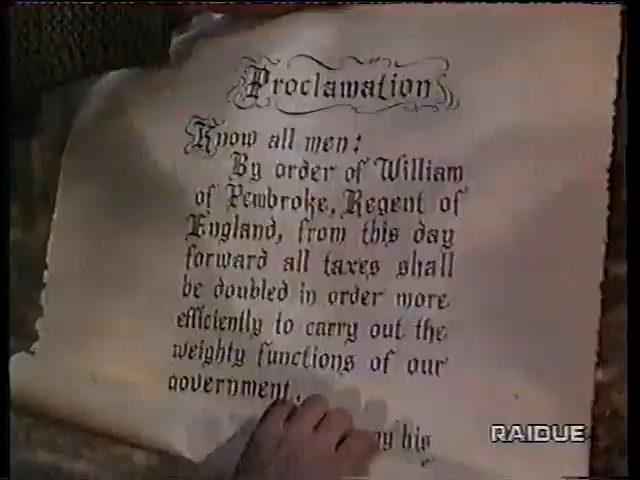 Proclamation
Know all men:
By order of William
of Pembroke, Regent of
England, from this day
forward all taxes shall
be doubled in order more
efficiently to carry out the
weighty functions of our
government.
his
RAIDUE